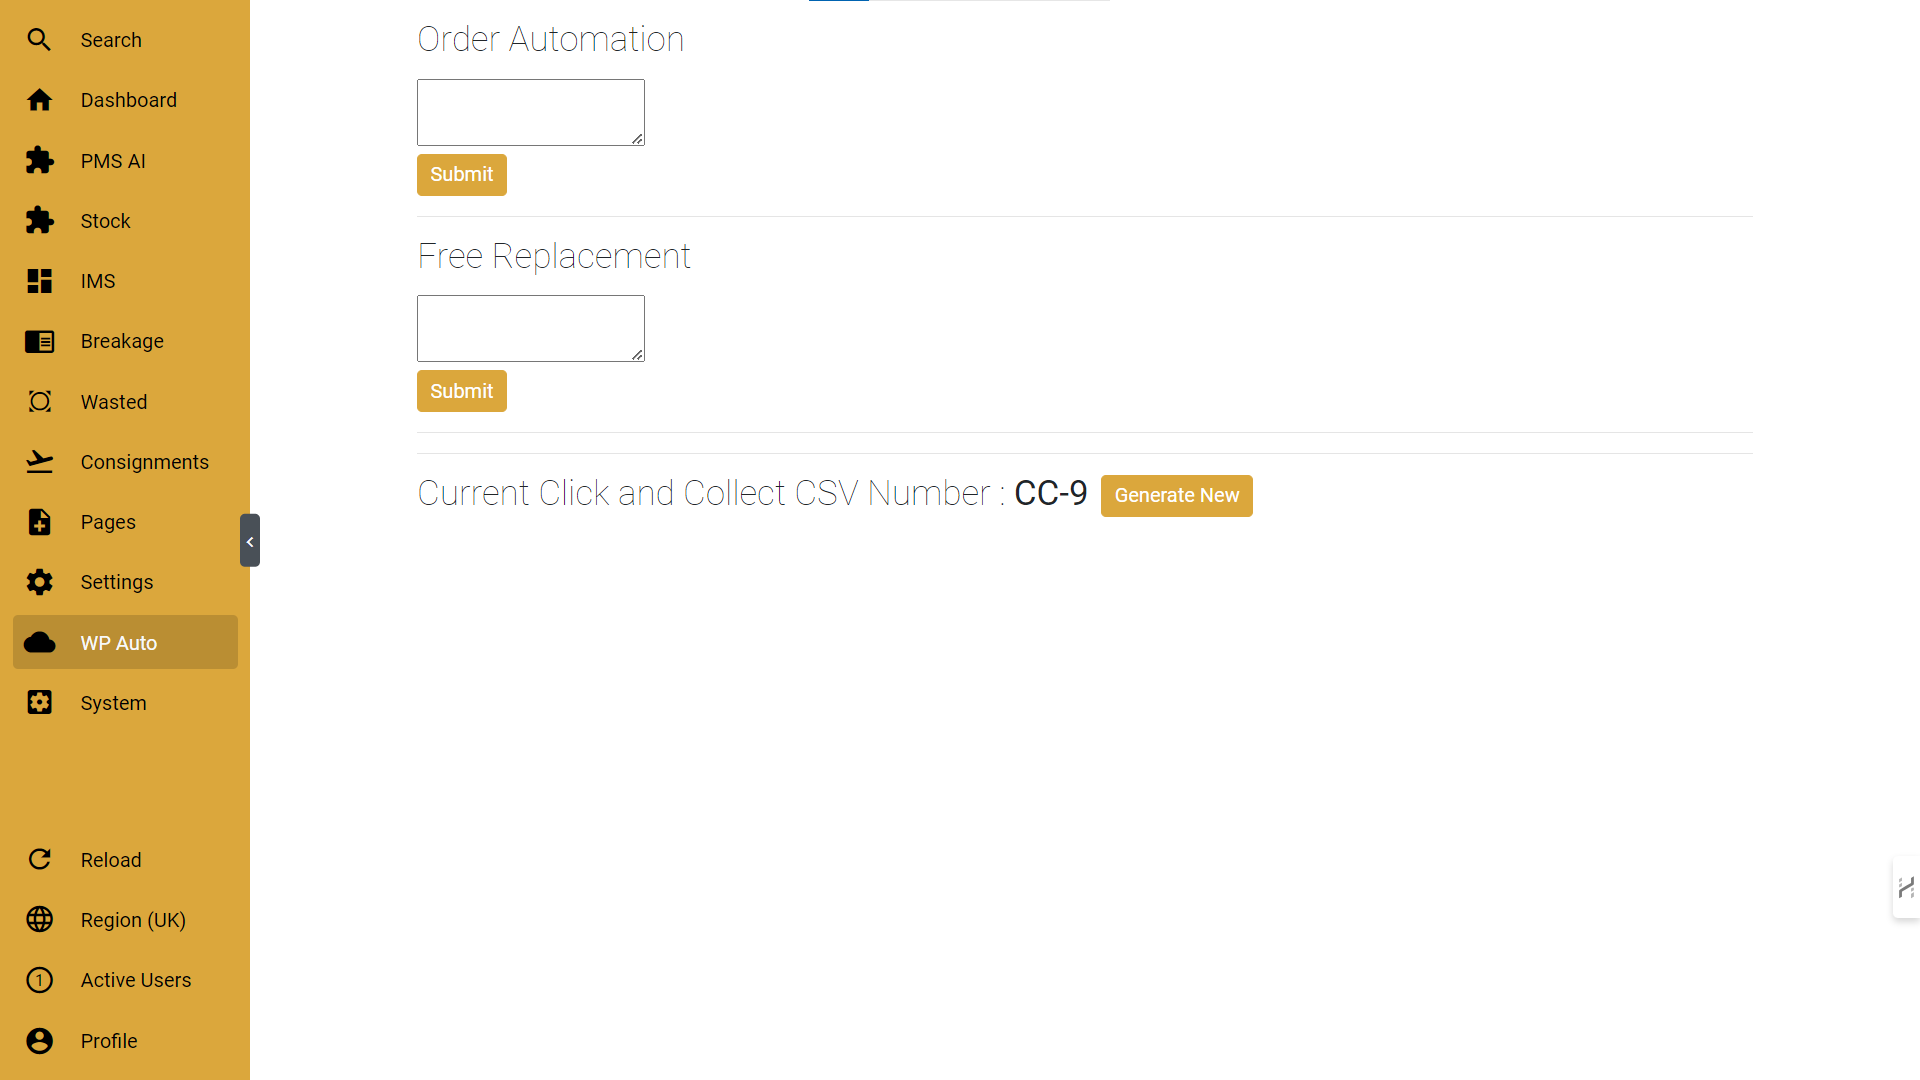 Search
Dashboard
PMS AI
Stock
IMS
Breakage
Wasted
Consignments
Pages
Settings
WP Auto
System
Reload
Region (UK)
1
Active Users
Profile
Order Automation
Submit
Free Replacement
Submit
Current Click and Collect CSV Number : CC-9 Generate New